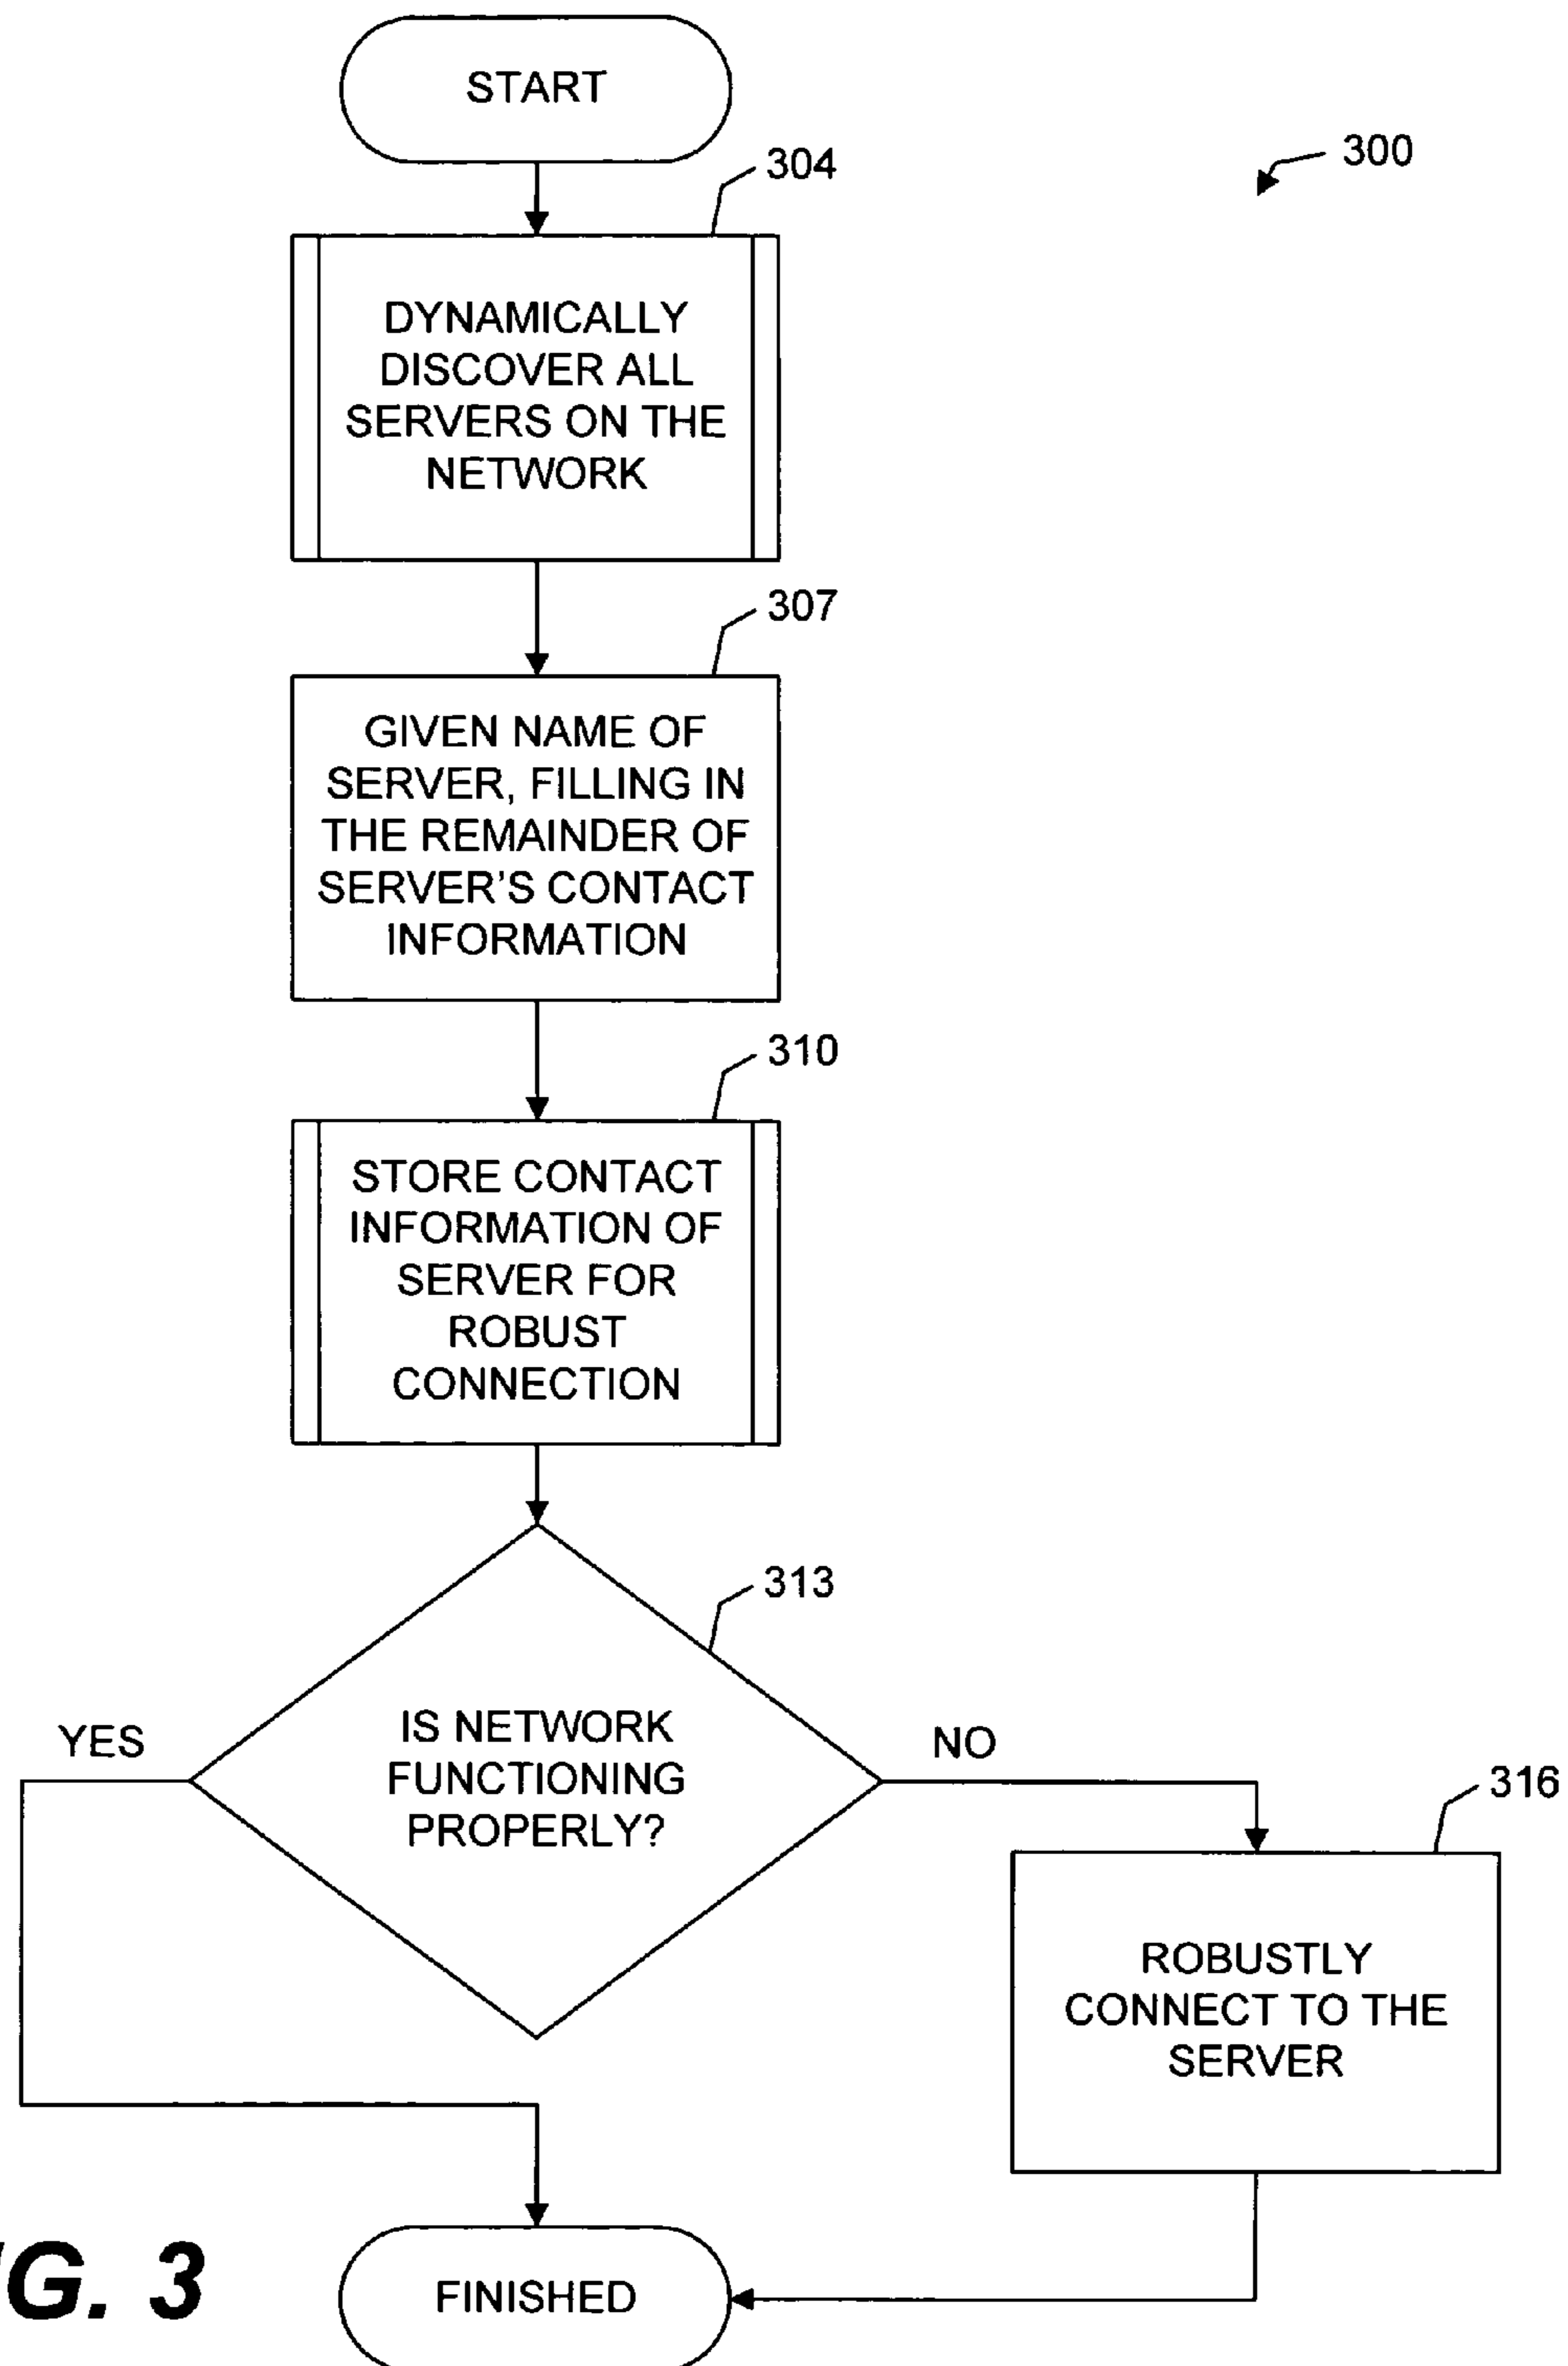 START
304
300
DYNAMICALLY
DISCOVER ALL
SERVERS ON THE
NETWORK
307
GIVEN NAME OF
SERVER, FILLING IN
THE REMAINDER OF
SERVER'S CONTACT
INFORMATION
310
STORE CONTACT
INFORMATION OF
SERVER FOR
ROBUST
CONNECTION
313
IS NETWORK
FUNCTIONING
PROPERLY?
YES
NO
316
ROBUSTLY
CONNECT TO THE
SERVER
G. 3
FINISHED